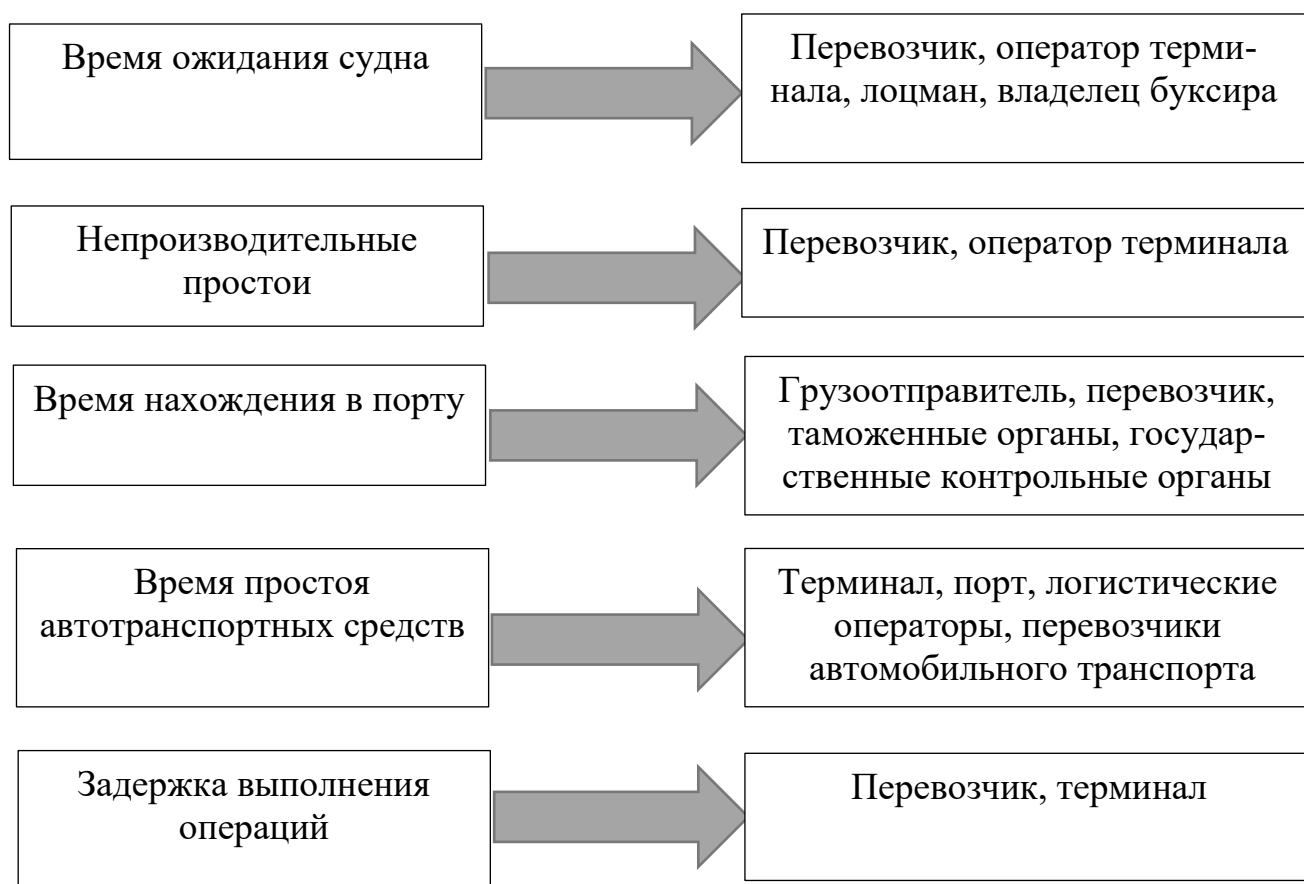 Время ожидания судна
Перевозчик, оператор терми-
нала, лоцман, владелец буксира
Непроизводительные
простои
Перевозчик, оператор терминала
Время нахождения в порту
Грузоотправитель, перевозчик,
таможенные органы, государ-
ственные контрольные органы
Время простоя
автотранспортных средств
Терминал, порт, логистические
операторы, перевозчики
автомобильного транспорта
Задержка выполнения
операций
Перевозчик, терминал